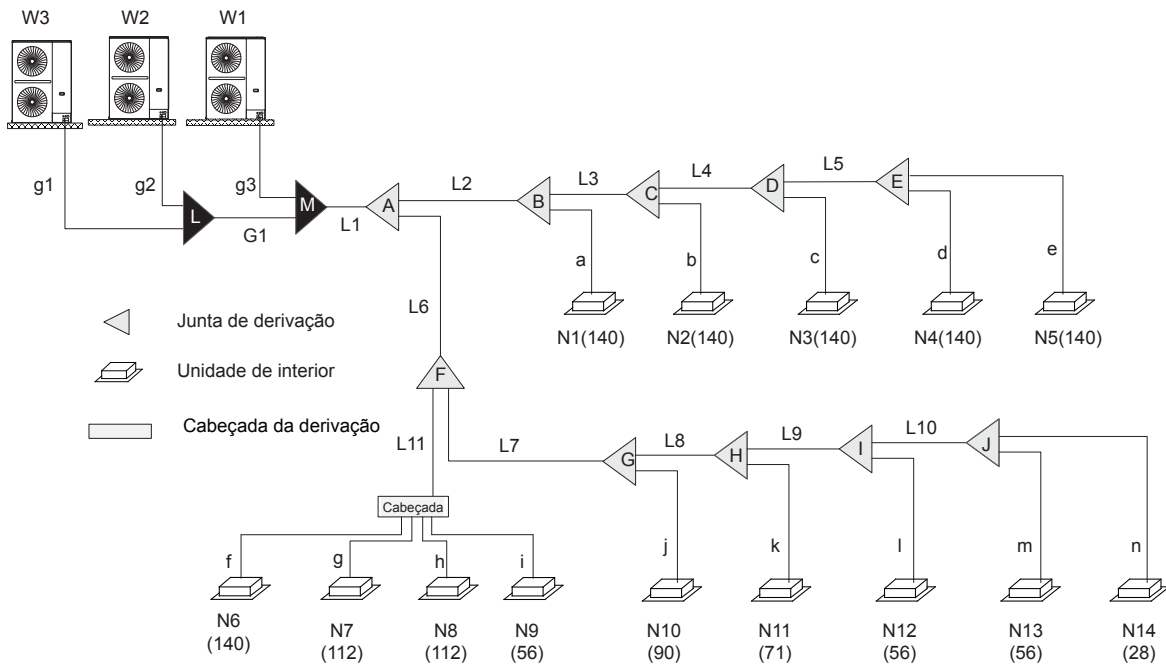 W3 W2 W1
g1 g2 g3
L M A L2 B L3 C L4 D L5 E
G1 L1
a b c d e
L6
N1(140) N2(140) N3(140) N4(140) N5(140)
Junta de derivação
Unidade de interior
Cabeçada da derivação
F
L11 L7 G L8 H L9 I L10 J
Cabeçada
f g h i j k l m n
N6 N7 N8 N9 N10 N11 N12 N13 N14
(140) (112) (112) (56) (90) (71) (56) (56) (28)